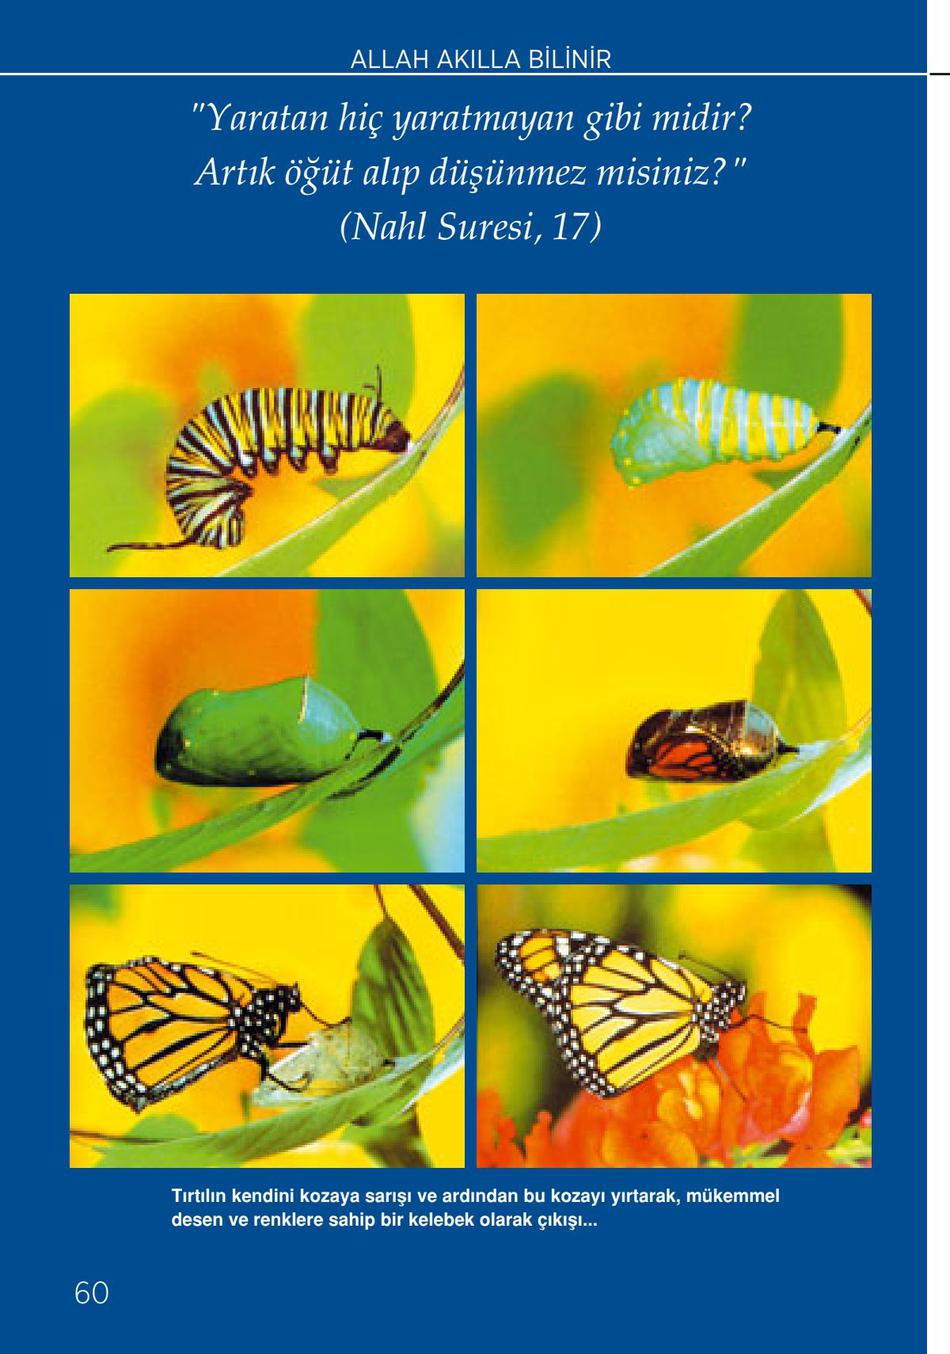 ALLAH AKILLA BİLİNİR
"Yaratan hiç yaratmayan gibi midir?
Artık öğüt alıp düşünmez misiniz?"
(Nahl Suresi, 17)
Tırtılın kendini kozaya sarışı ve ardından bu kozayı yırtarak, mükemmel
desen ve renklere sahip bir kelebek olarak çıkışı...
60